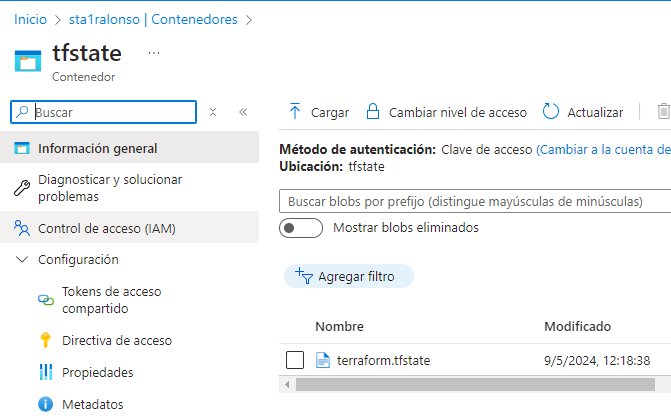 Inicio > sta1ralonso | Contenedores >
tfstate ...
Contenedor
Buscar
Cargar Cambiar nivel de acceso Actualizar
Información general
Método de autenticación: Clave de acceso (Cambiar a la cuenta de
Ubicación: tfstate
Diagnosticar y solucionar
problemas
Buscar blobs por prefijo (distingue mayúsculas de minúsculas)
Control de acceso (IAM)
Mostrar blobs eliminados
Configuración
Agregar filtro
Tokens de acceso
compartido
Nombre Modificado
Directiva de acceso
terraform.tfstate 9/5/2024, 12:18:38
Propiedades
Metadatos